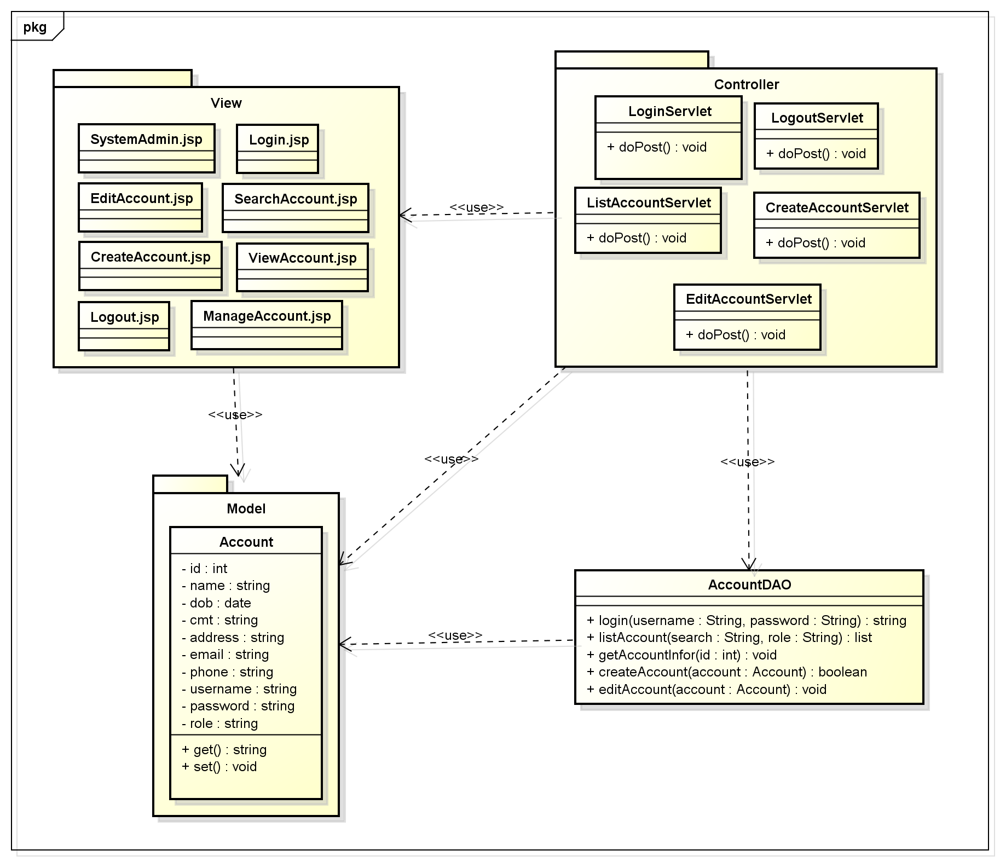 pkg
View
SystemAdmin.jsp
Login.jsp
EditAccount.jsp
SearchAccount.jsp
CreateAccount.jsp
ViewAccount.jsp
Logout.jsp
ManageAccount.jsp
<<use>>
Controller
LoginServlet
+ doPost() : void
LogoutServlet
+ doPost() : void
ListAccountServlet
+ doPost() : void
CreateAccountServlet
+ doPost() : void
EditAccountServlet
+ doPost() : void
<<use>>
<<use>>
<<use>>
Model
Account
- id : int
- name : string
- dob : date
- cmt : string
- address : string
- email : string
- phone : string
- username : string
- password : string
- role : string
+ get() : string
+ set() : void
<<use>>
AccountDAO
+ login(username : String, password : String) : string
+ listAccount(search : String, role : String) : list
+ getAccountInfor(id : int) : void
+ createAccount(account : Account) : boolean
+ editAccount(account : Account) : void